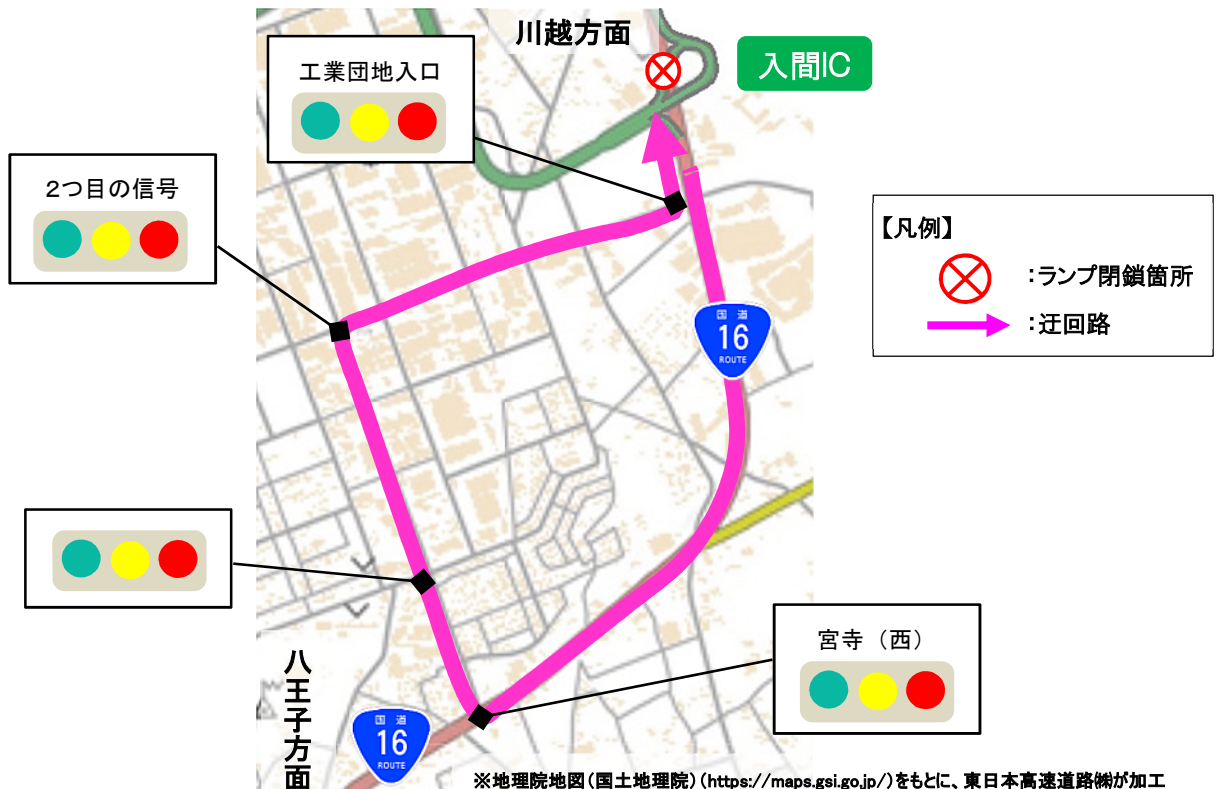 川越方面
入間IC
工業団地入口
2つ目の信号
【凡例】
:ランプ閉鎖箇所
:迂回路
国道
16
ROUTE
宮寺（西）
八王子方面
国道
16
ROUTE
※地理院地図(国土地理院)(https://maps.gsi.go.jp/)をもとに、東日本高速道路㈱が加工